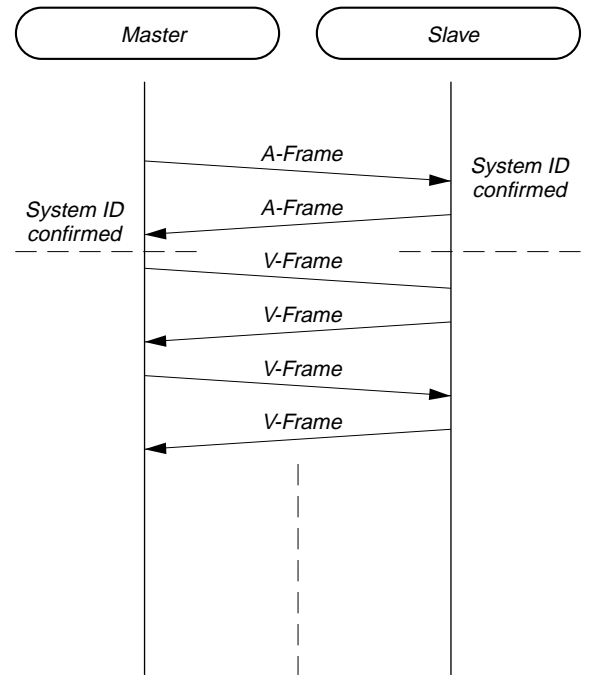 Master
Slave
A-Frame
System ID
confirmed
A-Frame
System ID
confirmed
V-Frame
V-Frame
V-Frame
V-Frame